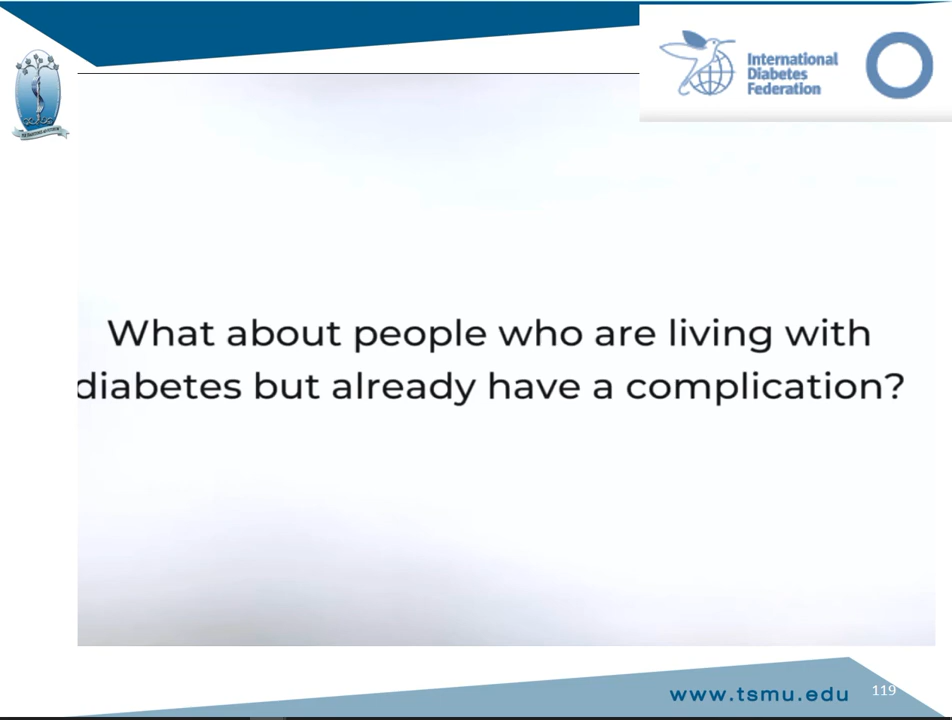 International
Diabetes
Federation
What about people who are living with
diabetes but already have a complication?
www.tsmu.edu
119